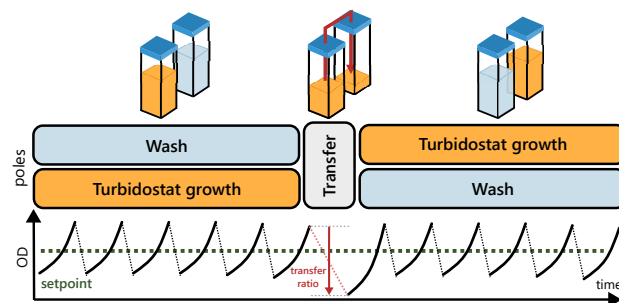 Wash
Transfer
Turbidostat growth
poles
Turbidostat growth
Wash
OD
setpoint
transfer
ratio
time